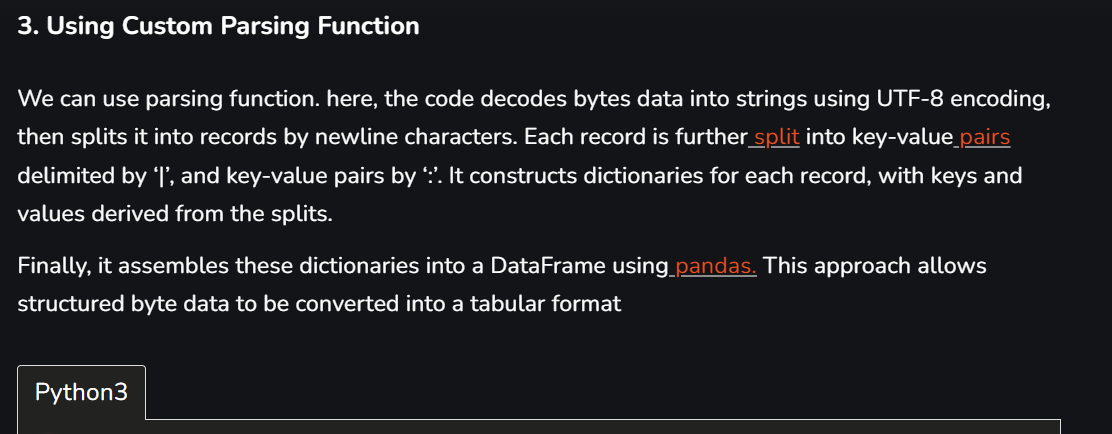 3. Using Custom Parsing Function
We can use parsing function. here, the code decodes bytes data into strings using UTF-8 encoding,
then splits it into records by newline characters. Each record is further split into key-value pairs
delimited by ‘|’, and key-value pairs by ‘:’. It constructs dictionaries for each record, with keys and
values derived from the splits.
Finally, it assembles these dictionaries into a DataFrame using pandas. This approach allows
structured byte data to be converted into a tabular format
Python3